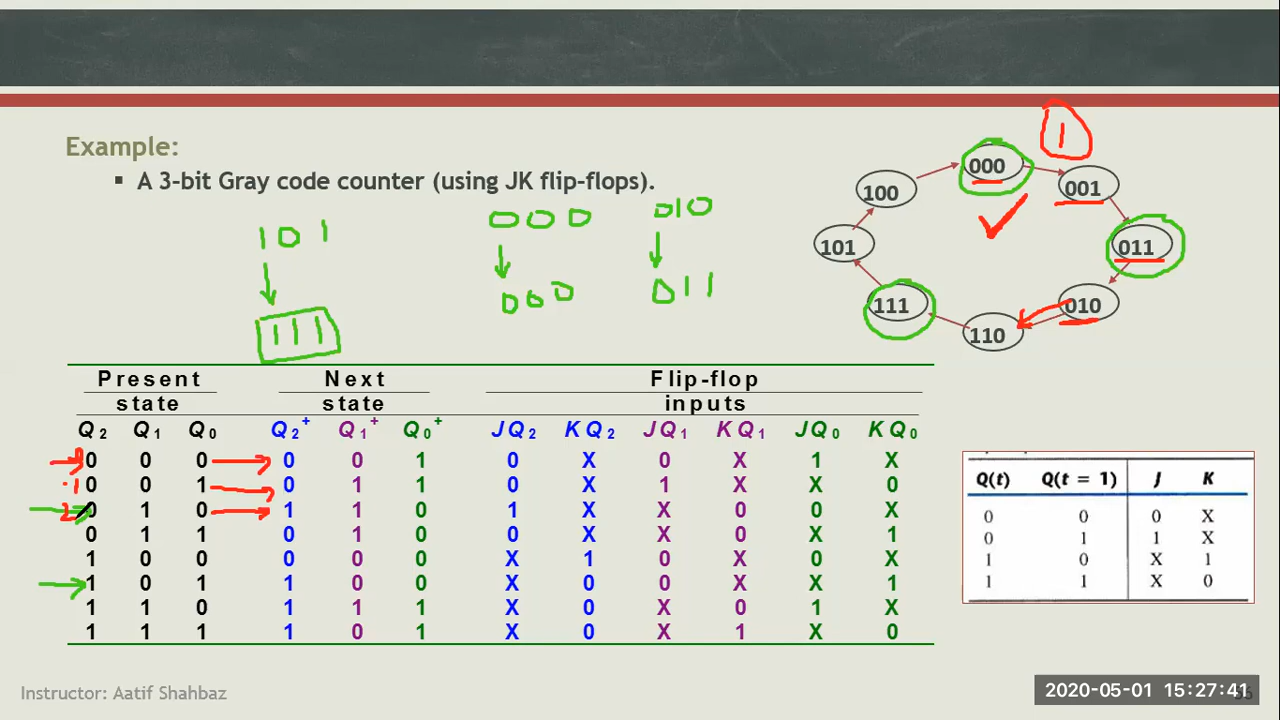 Example:
▪ A 3-bit Gray code counter (using JK flip-flops).
1
000
001
011
010
110
111
101
100
1 0 1
111
000
000
010
011
Present Next Flip-flop
state state inputs
Q2 Q1 Q0 Q2+ Q1+ Q0+ JQ2 KQ2 JQ1 KQ1 JQ0 KQ0
0 0 0 0 0 1 0 X 0 X 1 X
0 0 1 0 1 1 0 X 1 X X 0
0 1 0 1 1 0 1 X X 0 0 X
0 1 1 0 1 0 0 X X 0 X 1
1 0 0 0 0 0 X 1 0 X 0 X
1 0 1 1 0 0 X 0 0 X X 1
1 1 0 1 1 1 X 0 X 0 1 X
1 1 1 1 0 1 X 0 X 1 X 0
Q(t) Q(t = 1) J K
0 0 0 X
0 1 1 X
1 0 X 1
1 1 X 0
Instructor: Aatif Shahbaz
2020-05-01 15:27:41